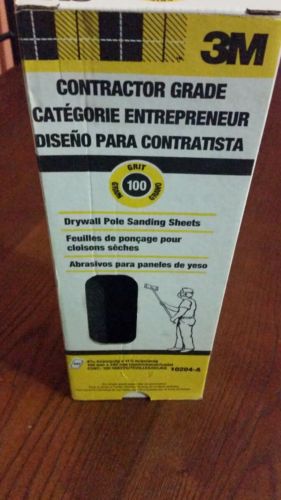 3M
CONTRACTOR GRADE
CATÉGORIE ENTREPRENEUR
DISEÑO PARA CONTRATISTA
GRIT
100
GRANO
Drywall Pole Sanding Sheets
Feuilles de ponçage pour
cloisons sèches
Abrasivos para paneles de yeso
10204-A